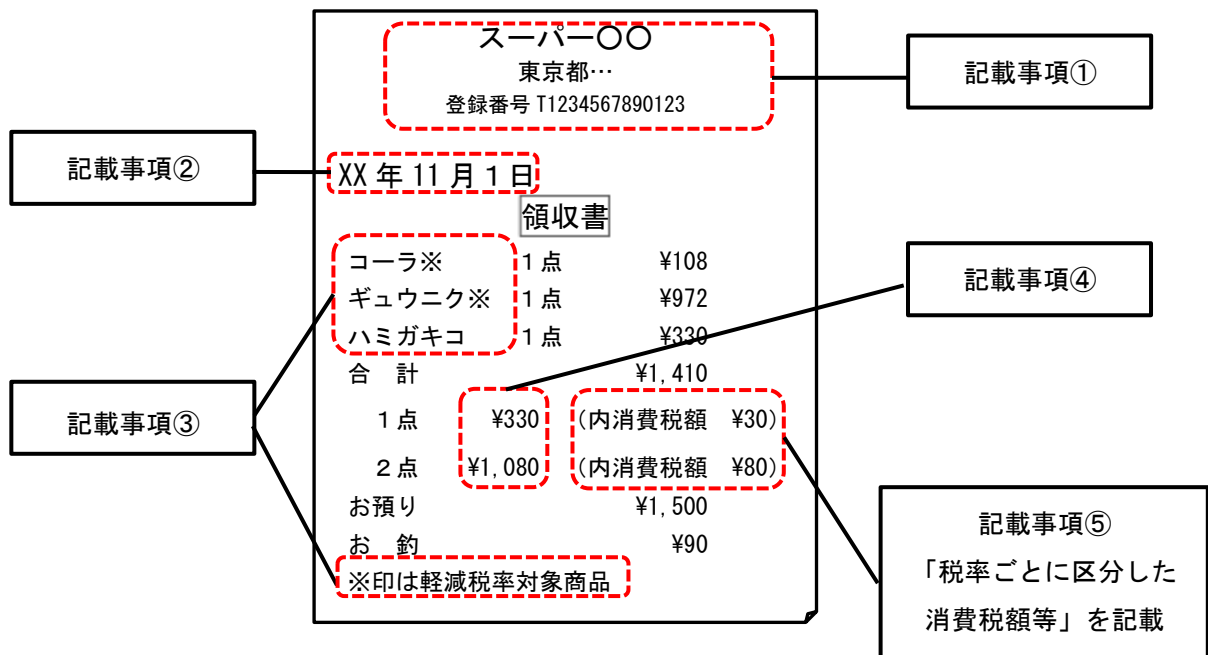 スーパー〇〇
東京都…
登録番号 T1234567890123
記載事項①
記載事項②
XX 年 11 月 1 日
領収書
コーラ※ 1点 ¥108
ギュウニク※ 1点 ¥972
ハミガキコ 1点 ¥330
合 計 ¥1,410
1点 ¥330 (内消費税額 ¥30)
2点 ¥1,080 (内消費税額 ¥80)
お預り ¥1,500
お 釣 ¥90
※印は軽減税率対象商品
記載事項④
記載事項③
記載事項⑤
「税率ごとに区分した
消費税額等」を記載